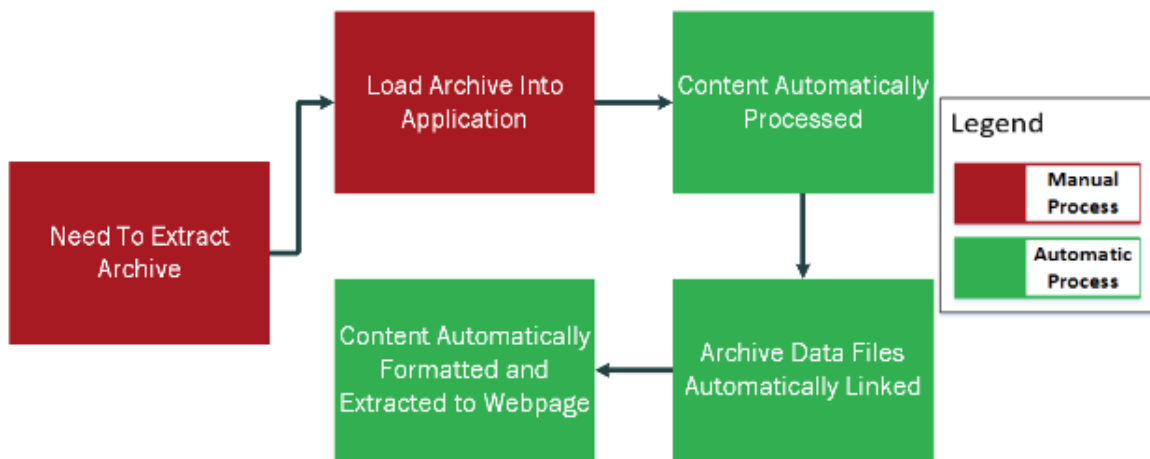 Need To Extract
Archive
Load Archive Into
Application
Content Automatically
Processed
Archive Data Files
Automatically Linked
Content Automatically
Formatted and
Extracted to Webpage
Legend
Manual
Process
Automatic
Process